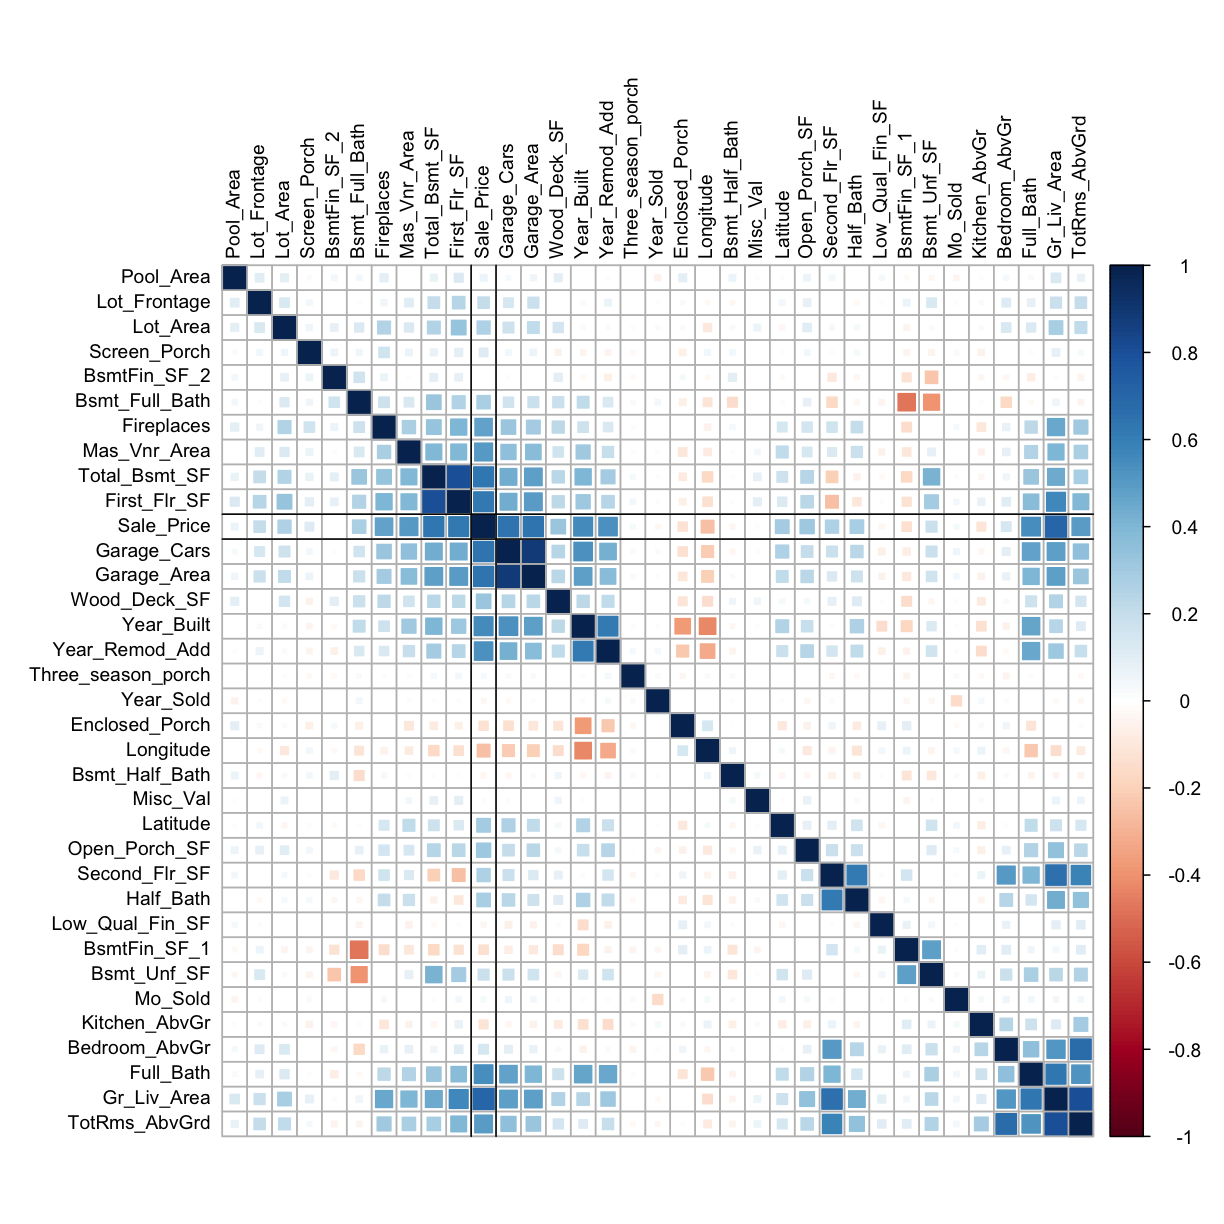 Pool_Area
Lot_Frontage
Lot_Area
Screen_Porch
BsmtFin_SF_2
Bsmt_Full_Bath
Fireplaces
Mas_Vnr_Area
Total_Bsmt_SF
First_Flr_SF
Sale_Price
Garage_Cars
Garage_Area
Wood_Deck_SF
Year_Built
Year_Remod_Add
Three_season_porch
Year_Sold
Enclosed_Porch
Longitude
Bsmt_Half_Bath
Misc_Val
Latitude
Open_Porch_SF
Second_Flr_SF
Half_Bath
Low_Qual_Fin_SF
BsmtFin_SF_1
Bsmt_Unf_SF
Mo_Sold
Kitchen_AbvGr
Bedroom_AbvGr
Full_Bath
Gr_Liv_Area
TotRms_AbvGrd
Pool_Area
Lot_Frontage
Lot_Area
Screen_Porch
BsmtFin_SF_2
Bsmt_Full_Bath
Fireplaces
Mas_Vnr_Area
Total_Bsmt_SF
First_Flr_SF
Sale_Price
Garage_Cars
Garage_Area
Wood_Deck_SF
Year_Built
Year_Remod_Add
Three_season_porch
Year_Sold
Enclosed_Porch
Longitude
Bsmt_Half_Bath
Misc_Val
Latitude
Open_Porch_SF
Second_Flr_SF
Half_Bath
Low_Qual_Fin_SF
BsmtFin_SF_1
Bsmt_Unf_SF
Mo_Sold
Kitchen_AbvGr
Bedroom_AbvGr
Full_Bath
Gr_Liv_Area
TotRms_AbvGrd
1
0.8
0.6
0.4
0.2
0
-0.2
-0.4
-0.6
-0.8
-1